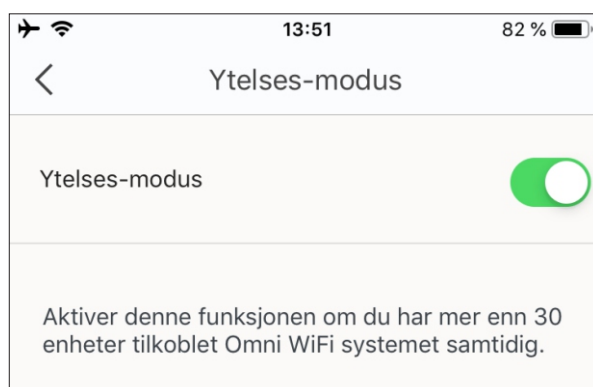 13:51
82 %
Ytelses-modus
Ytelses-modus
Aktiver denne funksjonen om du har mer enn 30
enheter tilkoblet Omni WiFi systemet samtidig.